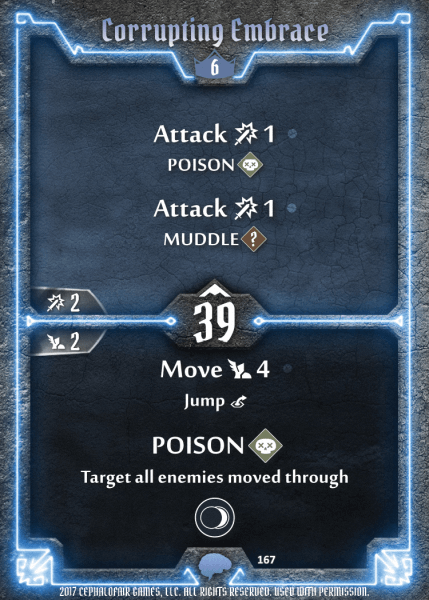 Corrupting Embrace
6
Attack 1
POISON
Attack 1
MUDDLE ?
2
39
2
Move 4
Jump
POISON
Target all enemies moved through
167
2017 CEPHALOFAIR GAMES, LLC. ALL RIGHTS RESERVED. USED WITH PERMISSION.